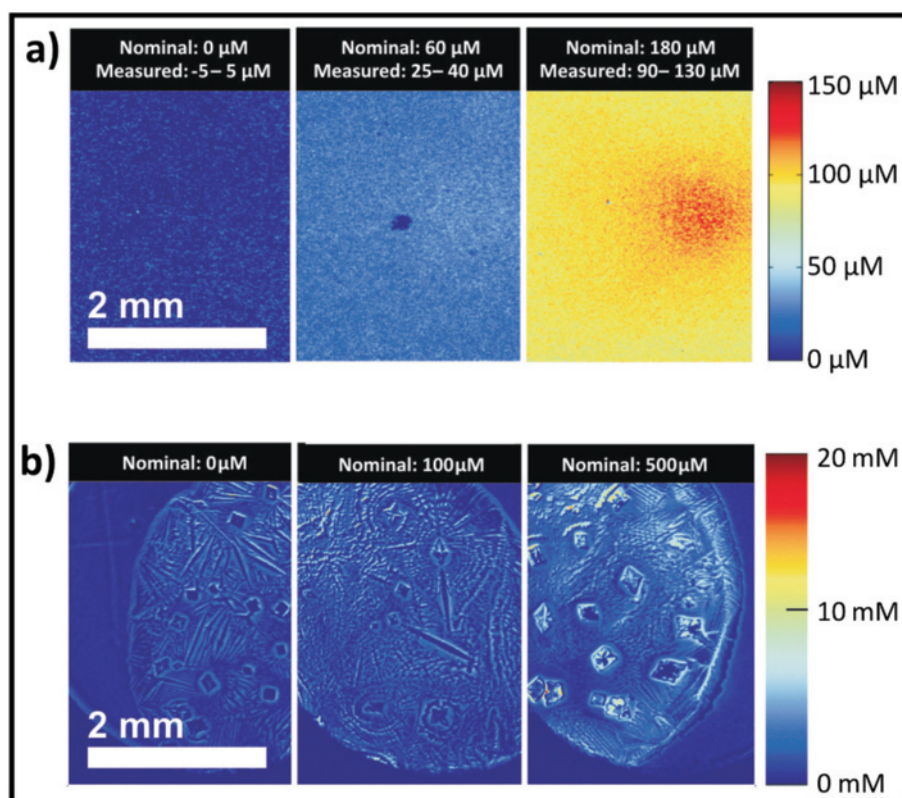 a)
Nominal: 0 µM
Measured: -5– 5 µM
Nominal: 60 µM
Measured: 25– 40 µM
Nominal: 180 µM
Measured: 90– 130 µM
150 µM
100 µM
50 µM
0 µM
2 mm
b)
Nominal: 0µM
Nominal: 100µM
Nominal: 500µM
20 mM
10 mM
0 mM
2 mm